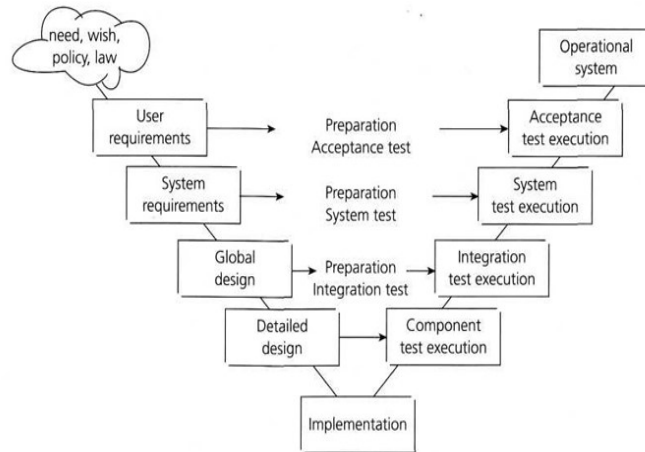 need, wish,
policy, law
Operational
system
User
requirements
Preparation
Acceptance test
Acceptance
test execution
System
requirements
Preparation
System test
System
test execution
Global
design
Preparation
Integration test
Integration
test execution
Detailed
design
Component
test execution
Implementation